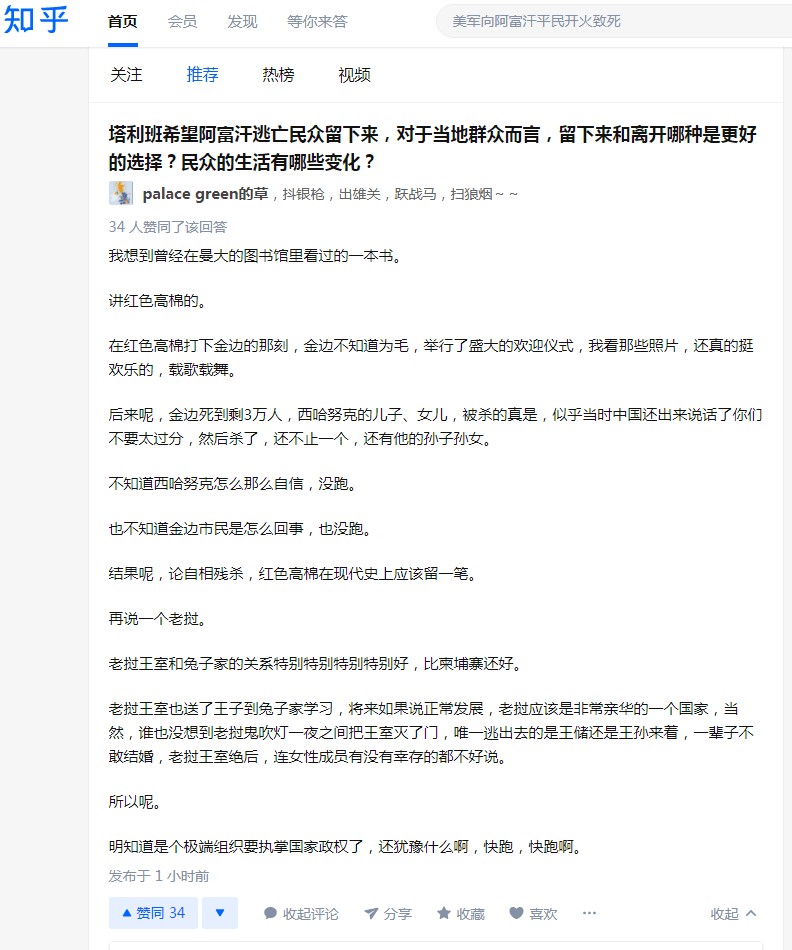 知乎
首页 会员 发现 等你来答 美军向阿富汗平民开火致死
关注 推荐 热榜 视频
塔利班希望阿富汗逃亡民众留下来，对于当地群众而言，留下来和离开哪种是更好
的选择？民众的生活有哪些变化？
palace green的草，抖银枪，出雄关，跃战马，扫狼烟～～
34 人赞同了该回答
我想到曾经在曼大的图书馆里看过的一本书。
讲红色高棉的。
在红色高棉打下金边的那刻，金边不知道为毛，举行了盛大的欢迎仪式，我看那些照片，还真的挺
欢乐的，载歌载舞。
后来呢，金边死到剩3万人，西哈努克的儿子、女儿，被杀的真是，似乎当时中国还出来说话了你们
不要太过分，然后杀了，还不止一个，还有他的孙子孙女。
不知道西哈努克怎么那么自信，没跑。
也不知道金边市民是怎么回事，也没跑。
结果呢，论自相残杀，红色高棉在现代史上应该留一笔。
再说一个老挝。
老挝王室和兔子家的关系特别特别特别特别好，比柬埔寨还好。
老挝王室也送了王子到兔子家学习，将来如果说正常发展，老挝应该是非常亲华的一个国家，当
然，谁也没想到老挝鬼吹灯一夜之间把王室灭了门，唯一逃出去的是王储还是王孙来着，一辈子不
敢结婚，老挝王室绝后，连女性成员有没有幸存的都不好说。
所以呢。
明知道是个极端组织要执掌国家政权了，还犹豫什么啊，快跑，快跑啊。
发布于 1 小时前
赞同 34 收起评论 分享 收藏 喜欢 ··· 收起